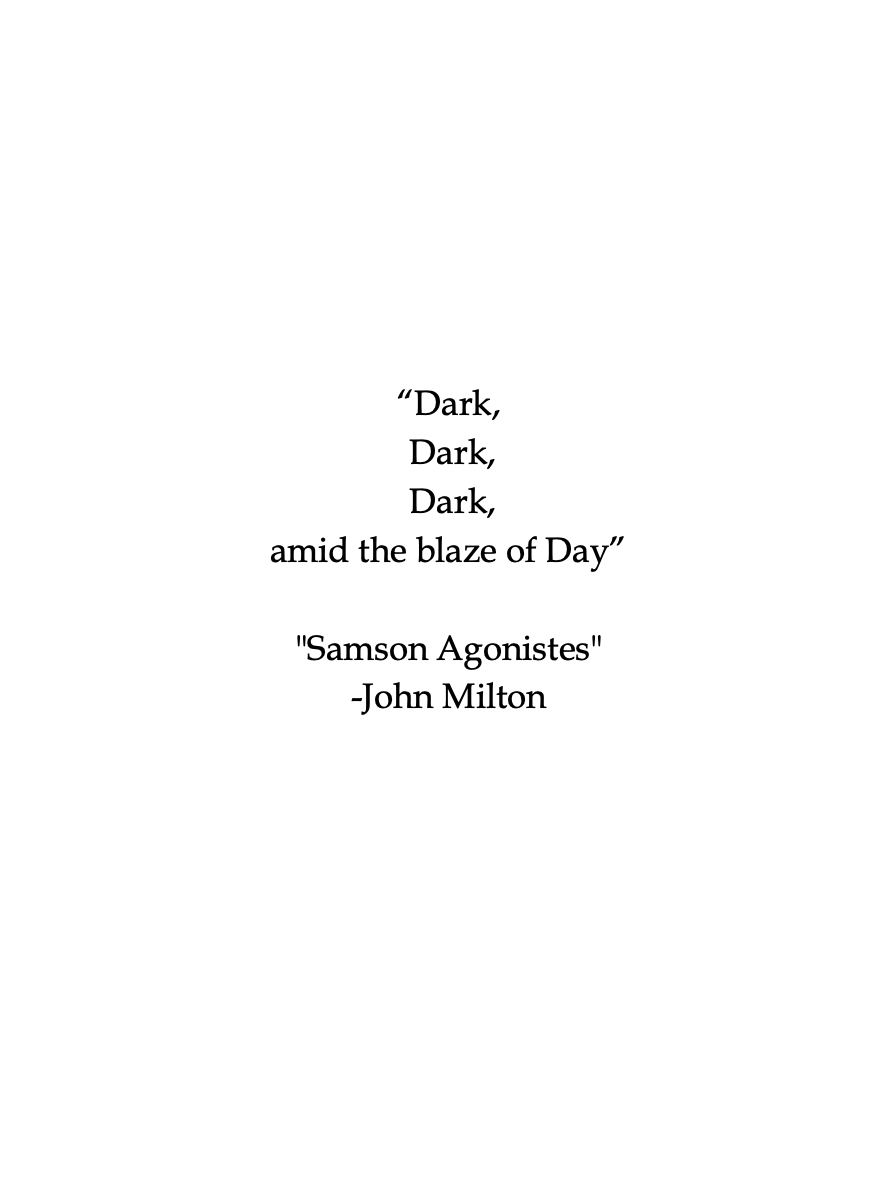 “Dark,
Dark,
Dark,
amid the blaze of Day”
"Samson Agonistes"
-John Milton